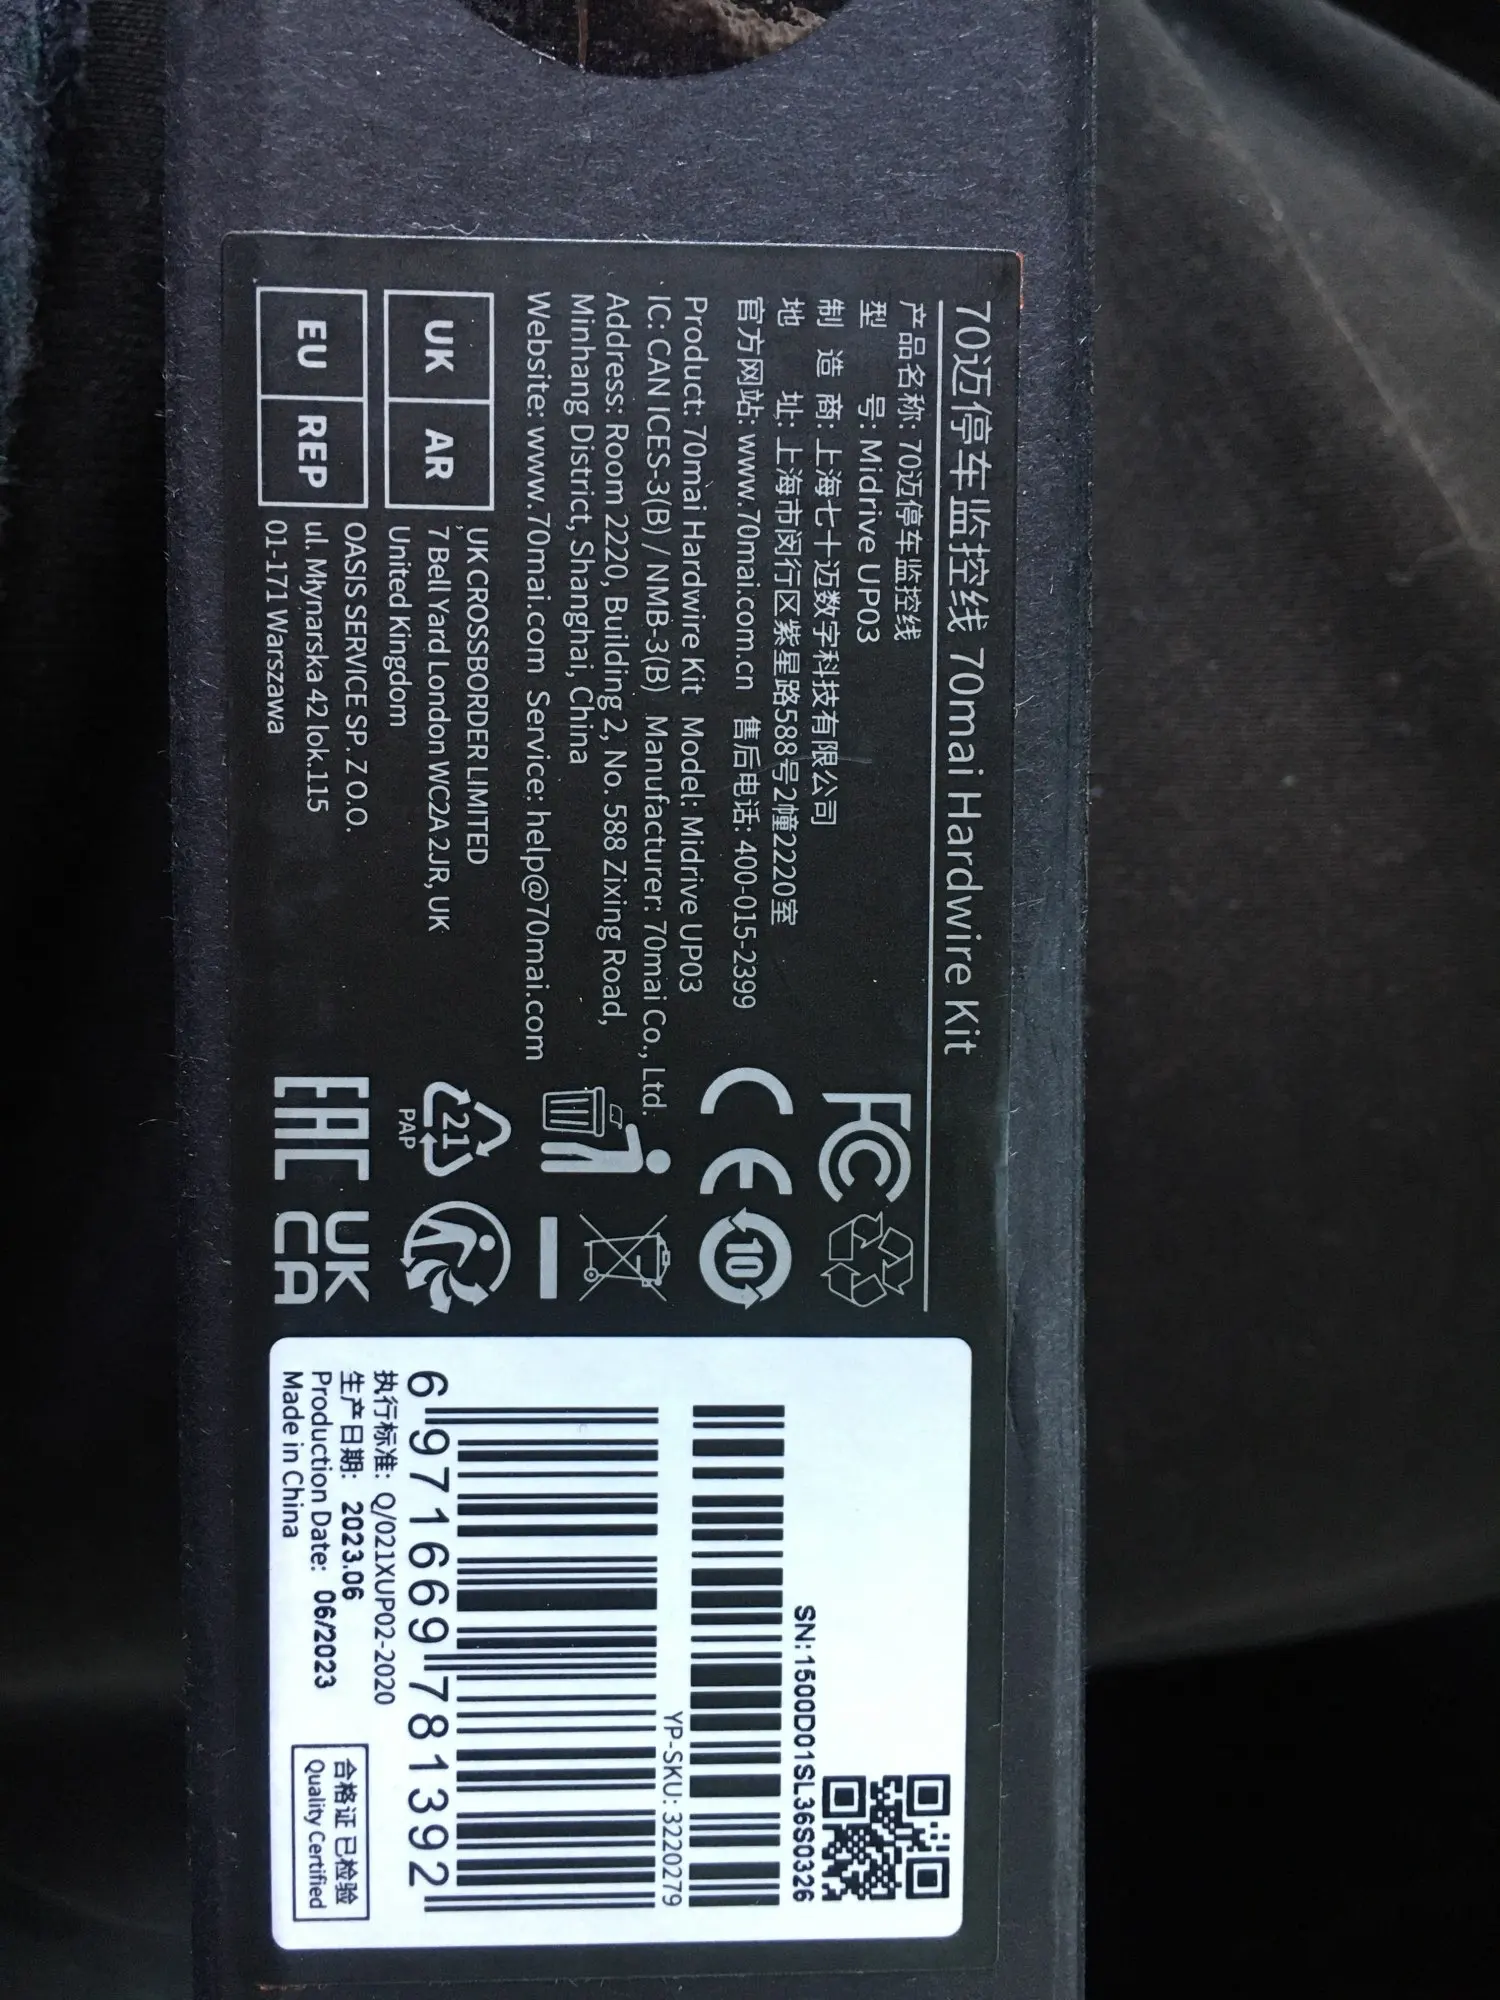 70迈停车监控线 70mai Hardwire Kit
产品名称: 70迈停车监控线
型 号: Midrive UP03
制 造 商: 上海七十迈数字科技有限公司
地 址: 上海市闵行区紫星路588号2幢2220室
官方网站: www.70mai.com.cn 售后电话: 400-015-2399
Product: 70mai Hardwire Kit Model: Midrive UP03
IC: CAN ICES-3(B) / NMB-3(B) Manufacturer: 70mai Co., Ltd.
Address: Room 2220, Building 2, No. 588 Zixing Road,
Minhang District, Shanghai, China
Website: www.70mai.com Service: help@70mai.com
UK AR
UK CROSSBORDER LIMITED
7 Bell Yard London WC2A 2JR, UK
, United Kingdom
EU REP
OASIS SERVICE SP. Z O.O.
ul. Młynarska 42 lok.115
01-171 Warszawa
FC
CE 10
21
PAP
EAC UK
CA
SN:1500D01SL36S0326
YP-SKU: 3220279
6 971669 781392
执行标准: Q/021XUP02-2020
生产日期: 2023.06
Production Date: 06/2023
Made in China
合格证 已检验
Quality Certified